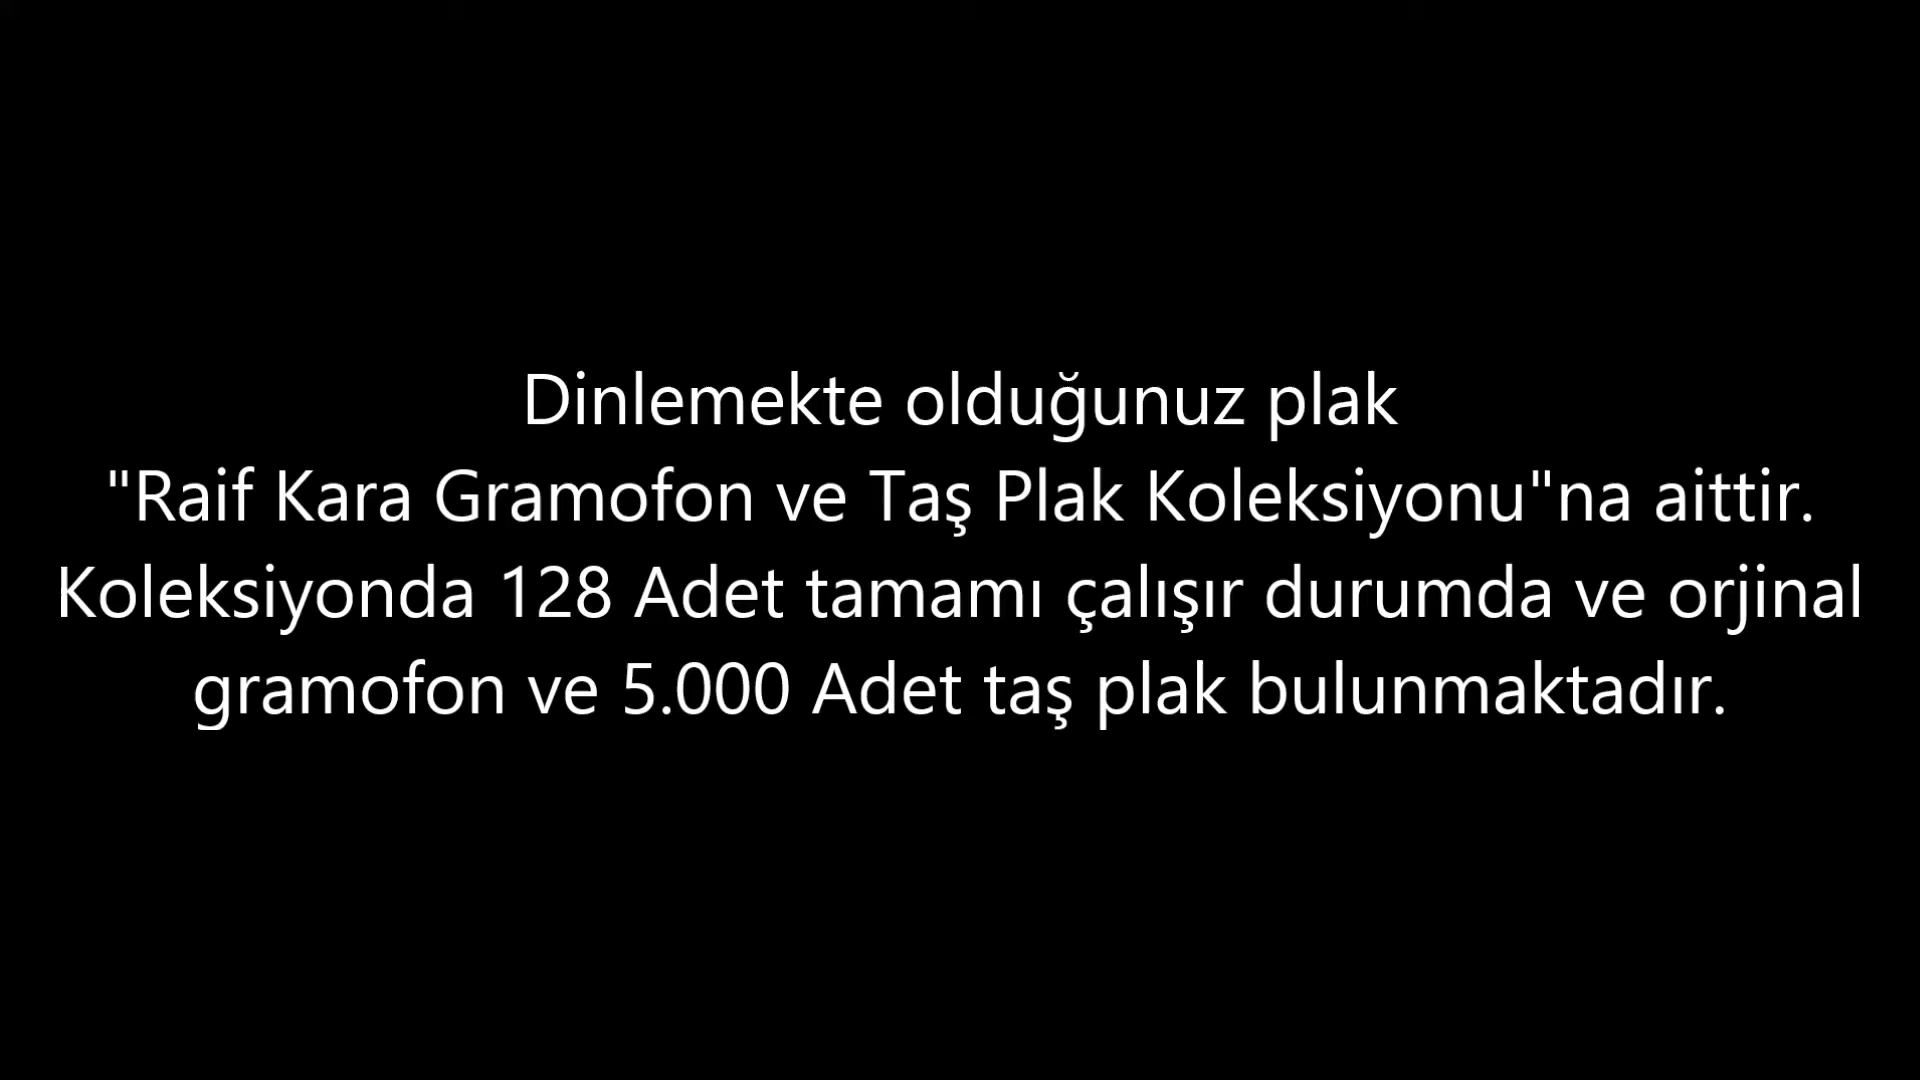 Dinlemekte olduğunuz plak
"Raif Kara Gramofon ve Taş Plak Koleksiyonu"na aittir.
Koleksiyonda 128 Adet tamamı çalışır durumda ve orjinal
gramofon ve 5.000 Adet taş plak bulunmaktadır.